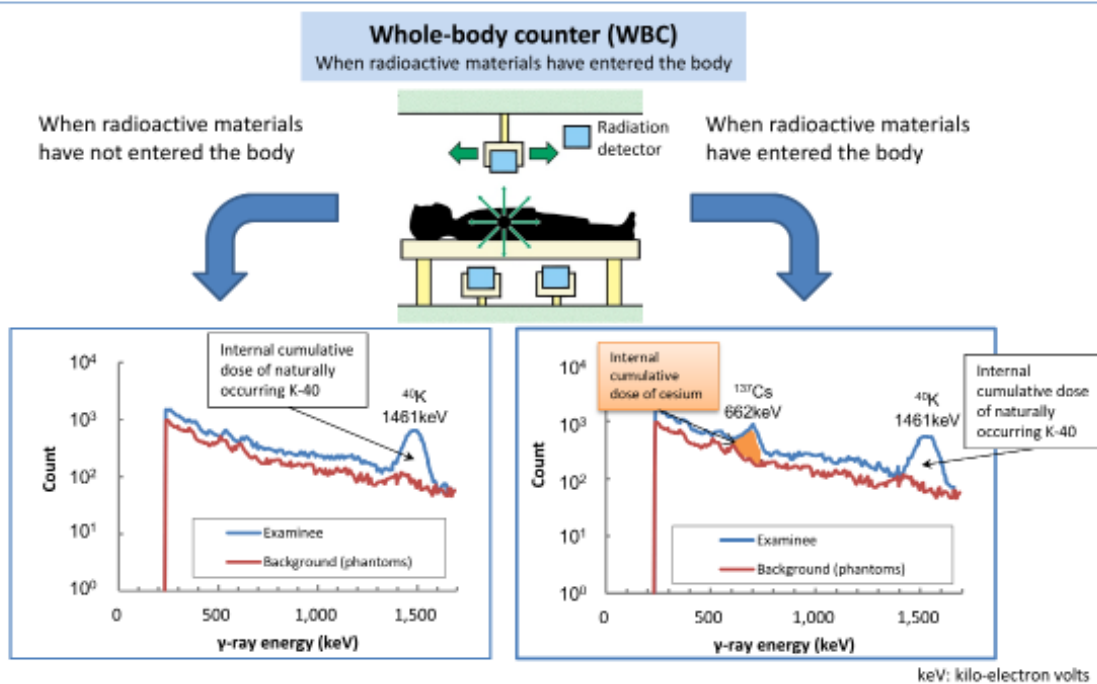 Whole-body counter (WBC)
When radioactive materials have entered the body
When radioactive materials
have not entered the body
Radiation
detector
When radioactive materials
have entered the body
Internal cumulative
dose of naturally
occurring K-40
⁴⁰K
1461keV
10⁴
10³
10²
10¹
10⁰
Count
Examinee
Background (phantoms)
0
500
1,000
1,500
γ-ray energy (keV)
Internal
cumulative
dose of cesium
¹³⁷Cs
662keV
⁴⁰K
1461keV
Internal
cumulative dose
of naturally
occurring K-40
10⁴
10³
10²
10¹
10⁰
Count
Examinee
Background (phantoms)
0
500
1,000
1,500
γ-ray energy (keV)
keV: kilo-electron volts